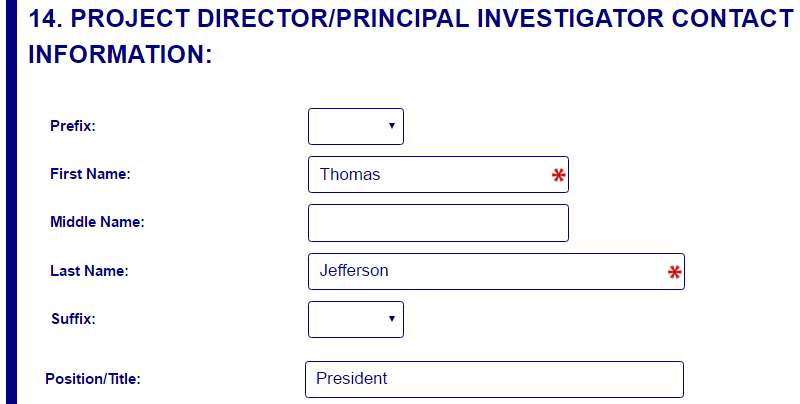 14. PROJECT DIRECTOR/PRINCIPAL INVESTIGATOR CONTACT
INFORMATION:
Prefix:
First Name: Thomas *
Middle Name:
Last Name: Jefferson *
Suffix:
Position/Title: President